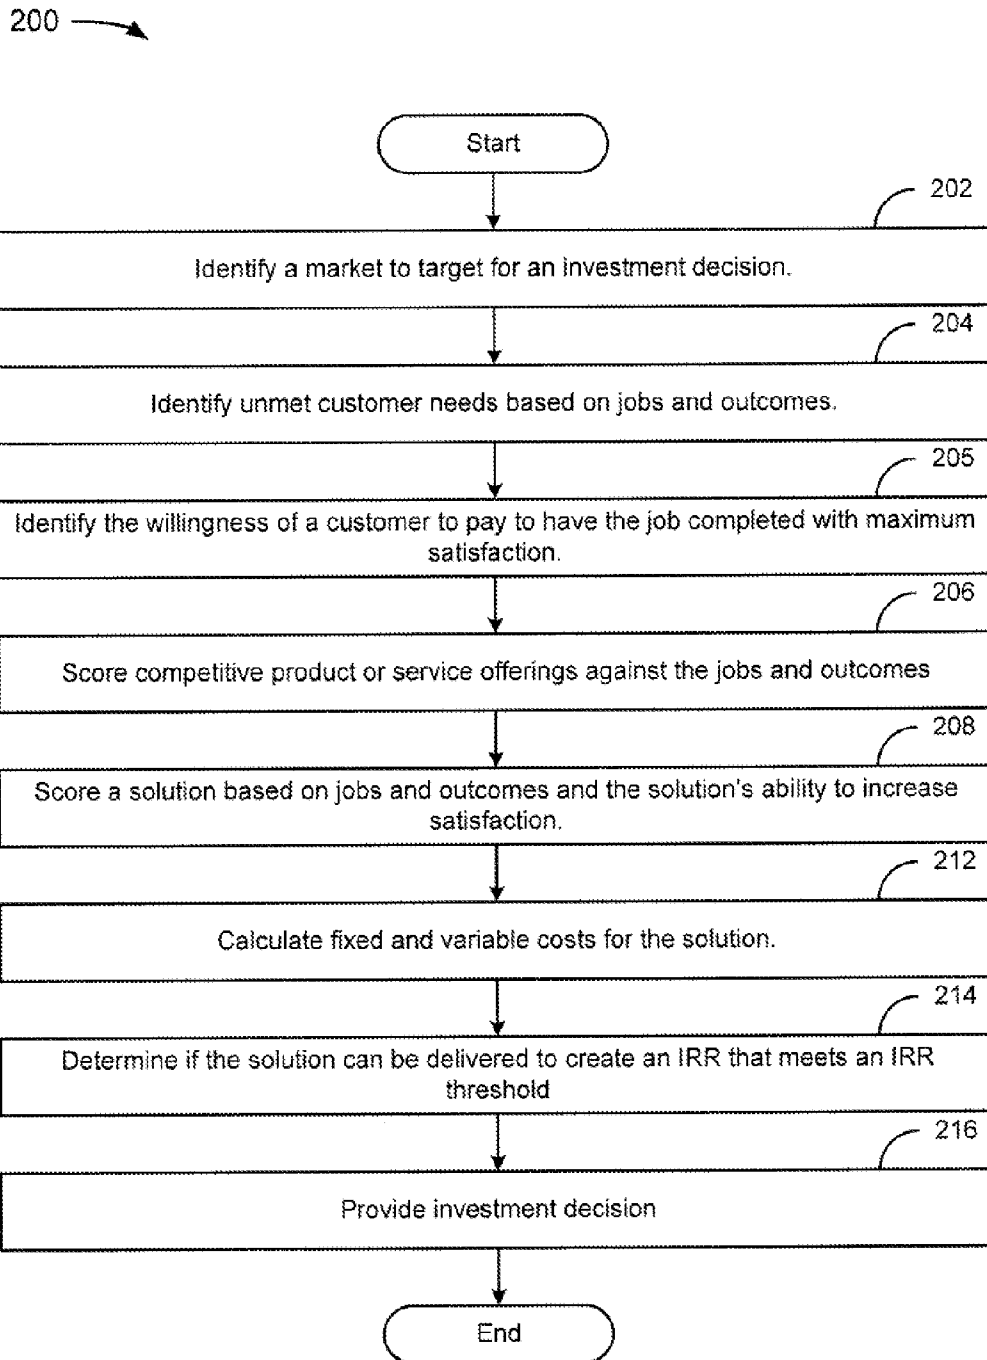 200
Start
202
Identify a market to target for an investment decision.
204
Identify unmet customer needs based on jobs and outcomes.
205
Identify the willingness of a customer to pay to have the job completed with maximum
satisfaction.
206
Score competitive product or service offerings against the jobs and outcomes
208
Score a solution based on jobs and outcomes and the solution's ability to increase
satisfaction.
212
Calculate fixed and variable costs for the solution.
214
Determine if the solution can be delivered to create an IRR that meets an IRR
threshold
216
Provide investment decision
End